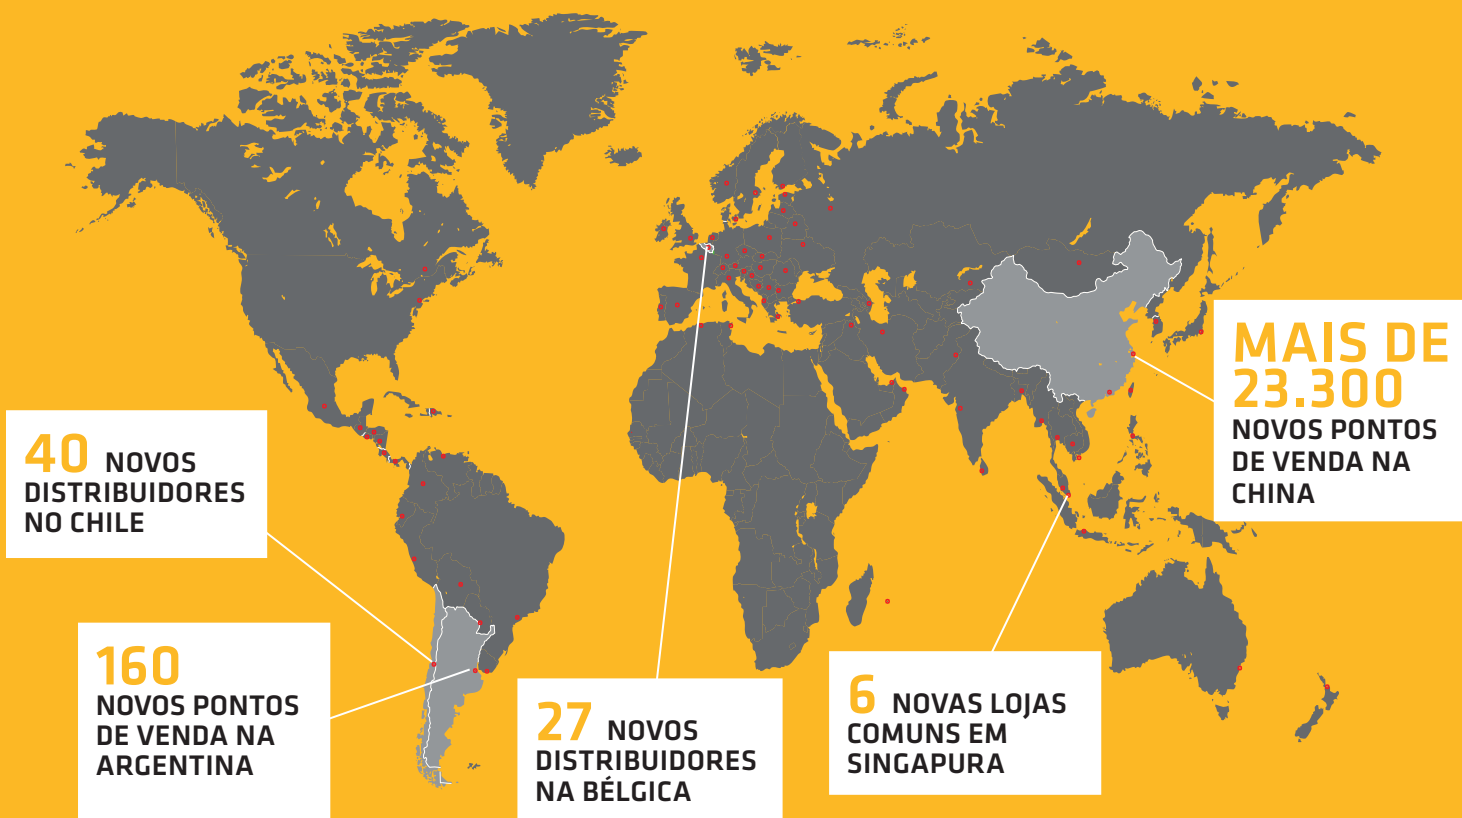 MAIS DE
23.300
NOVOS PONTOS
DE VENDA NA
CHINA
40 NOVOS
DISTRIBUIDORES
NO CHILE
160
NOVOS PONTOS
DE VENDA NA
ARGENTINA
27 NOVOS
DISTRIBUIDORES
NA BÉLGICA
6 NOVAS LOJAS
COMUNS EM
SINGAPURA